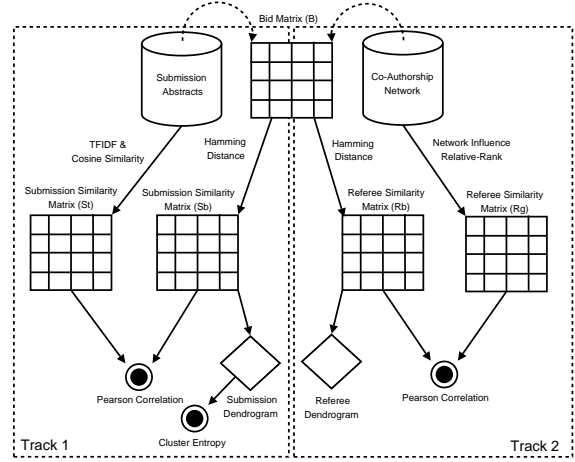 Bid Matrix (B)
Submission
Abstracts
Co-Authorship
Network
TFIDF &
Cosine Similarity
Hamming
Distance
Hamming
Distance
Network Influence
Relative-Rank
Submission Similarity
Matrix (St)
Submission Similarity
Matrix (Sb)
Referee Similarity
Matrix (Rb)
Referee Similarity
Matrix (Rg)
Pearson Correlation
Submission
Dendrogram
Referee
Dendrogram
Pearson Correlation
Cluster Entropy
Track 1
Track 2